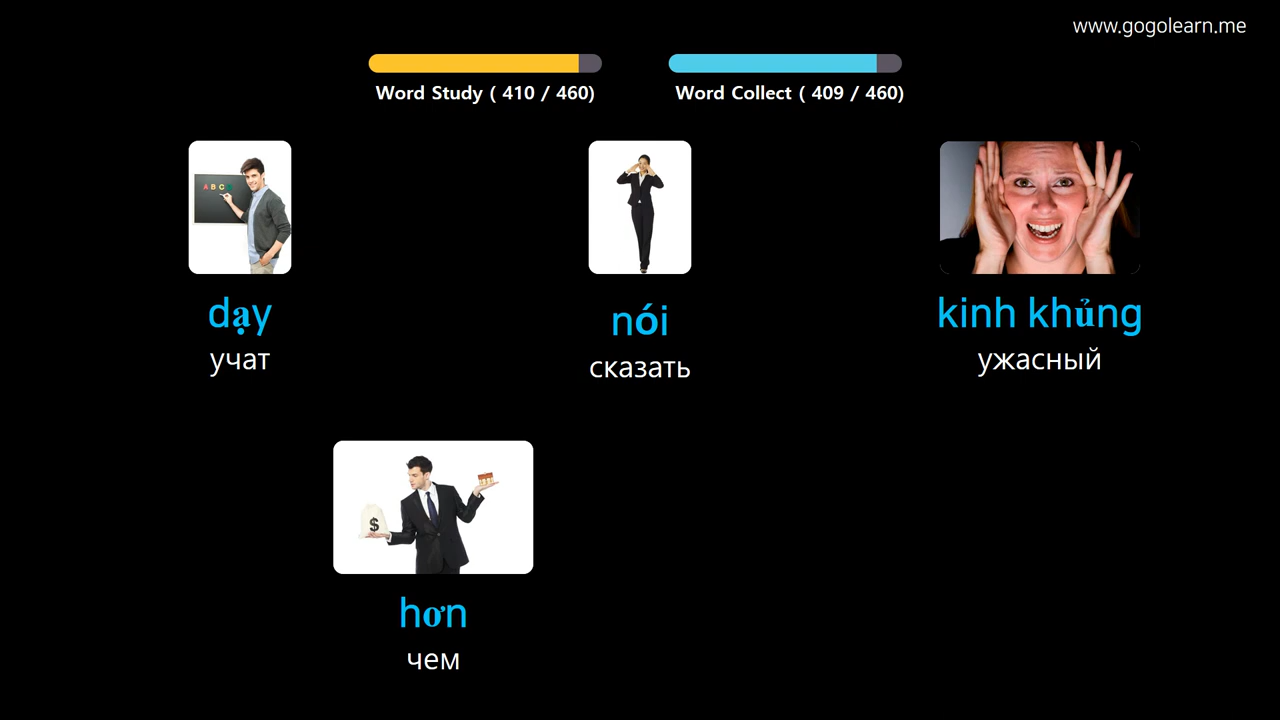 www.gogolearn.me
Word Study ( 410 / 460)
Word Collect ( 409 / 460)
A B C
$
dạy
учат
nói
сказать
kinh khủng
ужасный
hơn
чем